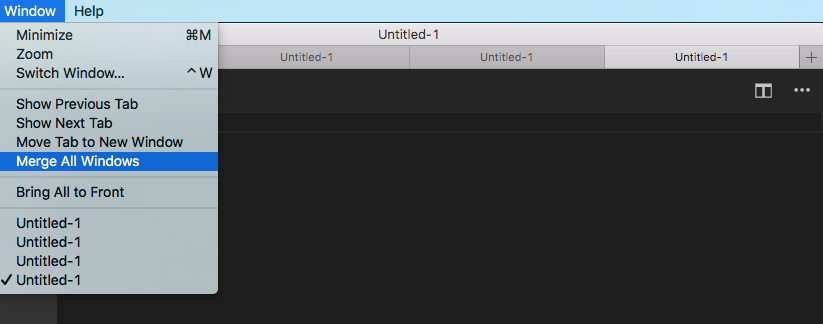 Window Help
Minimize ⌘M
Untitled-1
Zoom
Untitled-1 Untitled-1 Untitled-1
Switch Window... ^W
Show Previous Tab
Show Next Tab
Move Tab to New Window
Merge All Windows
Bring All to Front
Untitled-1
Untitled-1
Untitled-1
Untitled-1